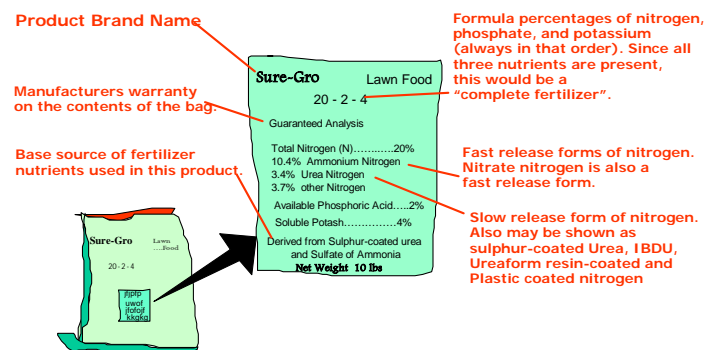 Product Brand Name
Formula percentages of nitrogen,
phosphate, and potassium
(always in that order). Since all
three nutrients are present,
this would be a
“complete fertilizer”.
Manufacturers warranty
on the contents of the bag.
Base source of fertilizer
nutrients used in this product.
Sure-Gro Lawn Food
20 - 2 - 4
Guaranteed Analysis
Total Nitrogen (N)...........20%
10.4% Ammonium Nitrogen
3.4% Urea Nitrogen
3.7% other Nitrogen
Available Phosphoric Acid.....2%
Soluble Potash...............4%
Derived from Sulphur-coated urea
and Sulfate of Ammonia
Net Weight 10 lbs
Fast release forms of nitrogen.
Nitrate nitrogen is also a
fast release form.
Slow release form of nitrogen.
Also may be shown as
sulphur-coated Urea, IBDU,
Ureaform resin-coated and
Plastic coated nitrogen
Sure-Gro Lawn
....Food
20 - 2 - 4
uwof
jfofojf
kkgkg